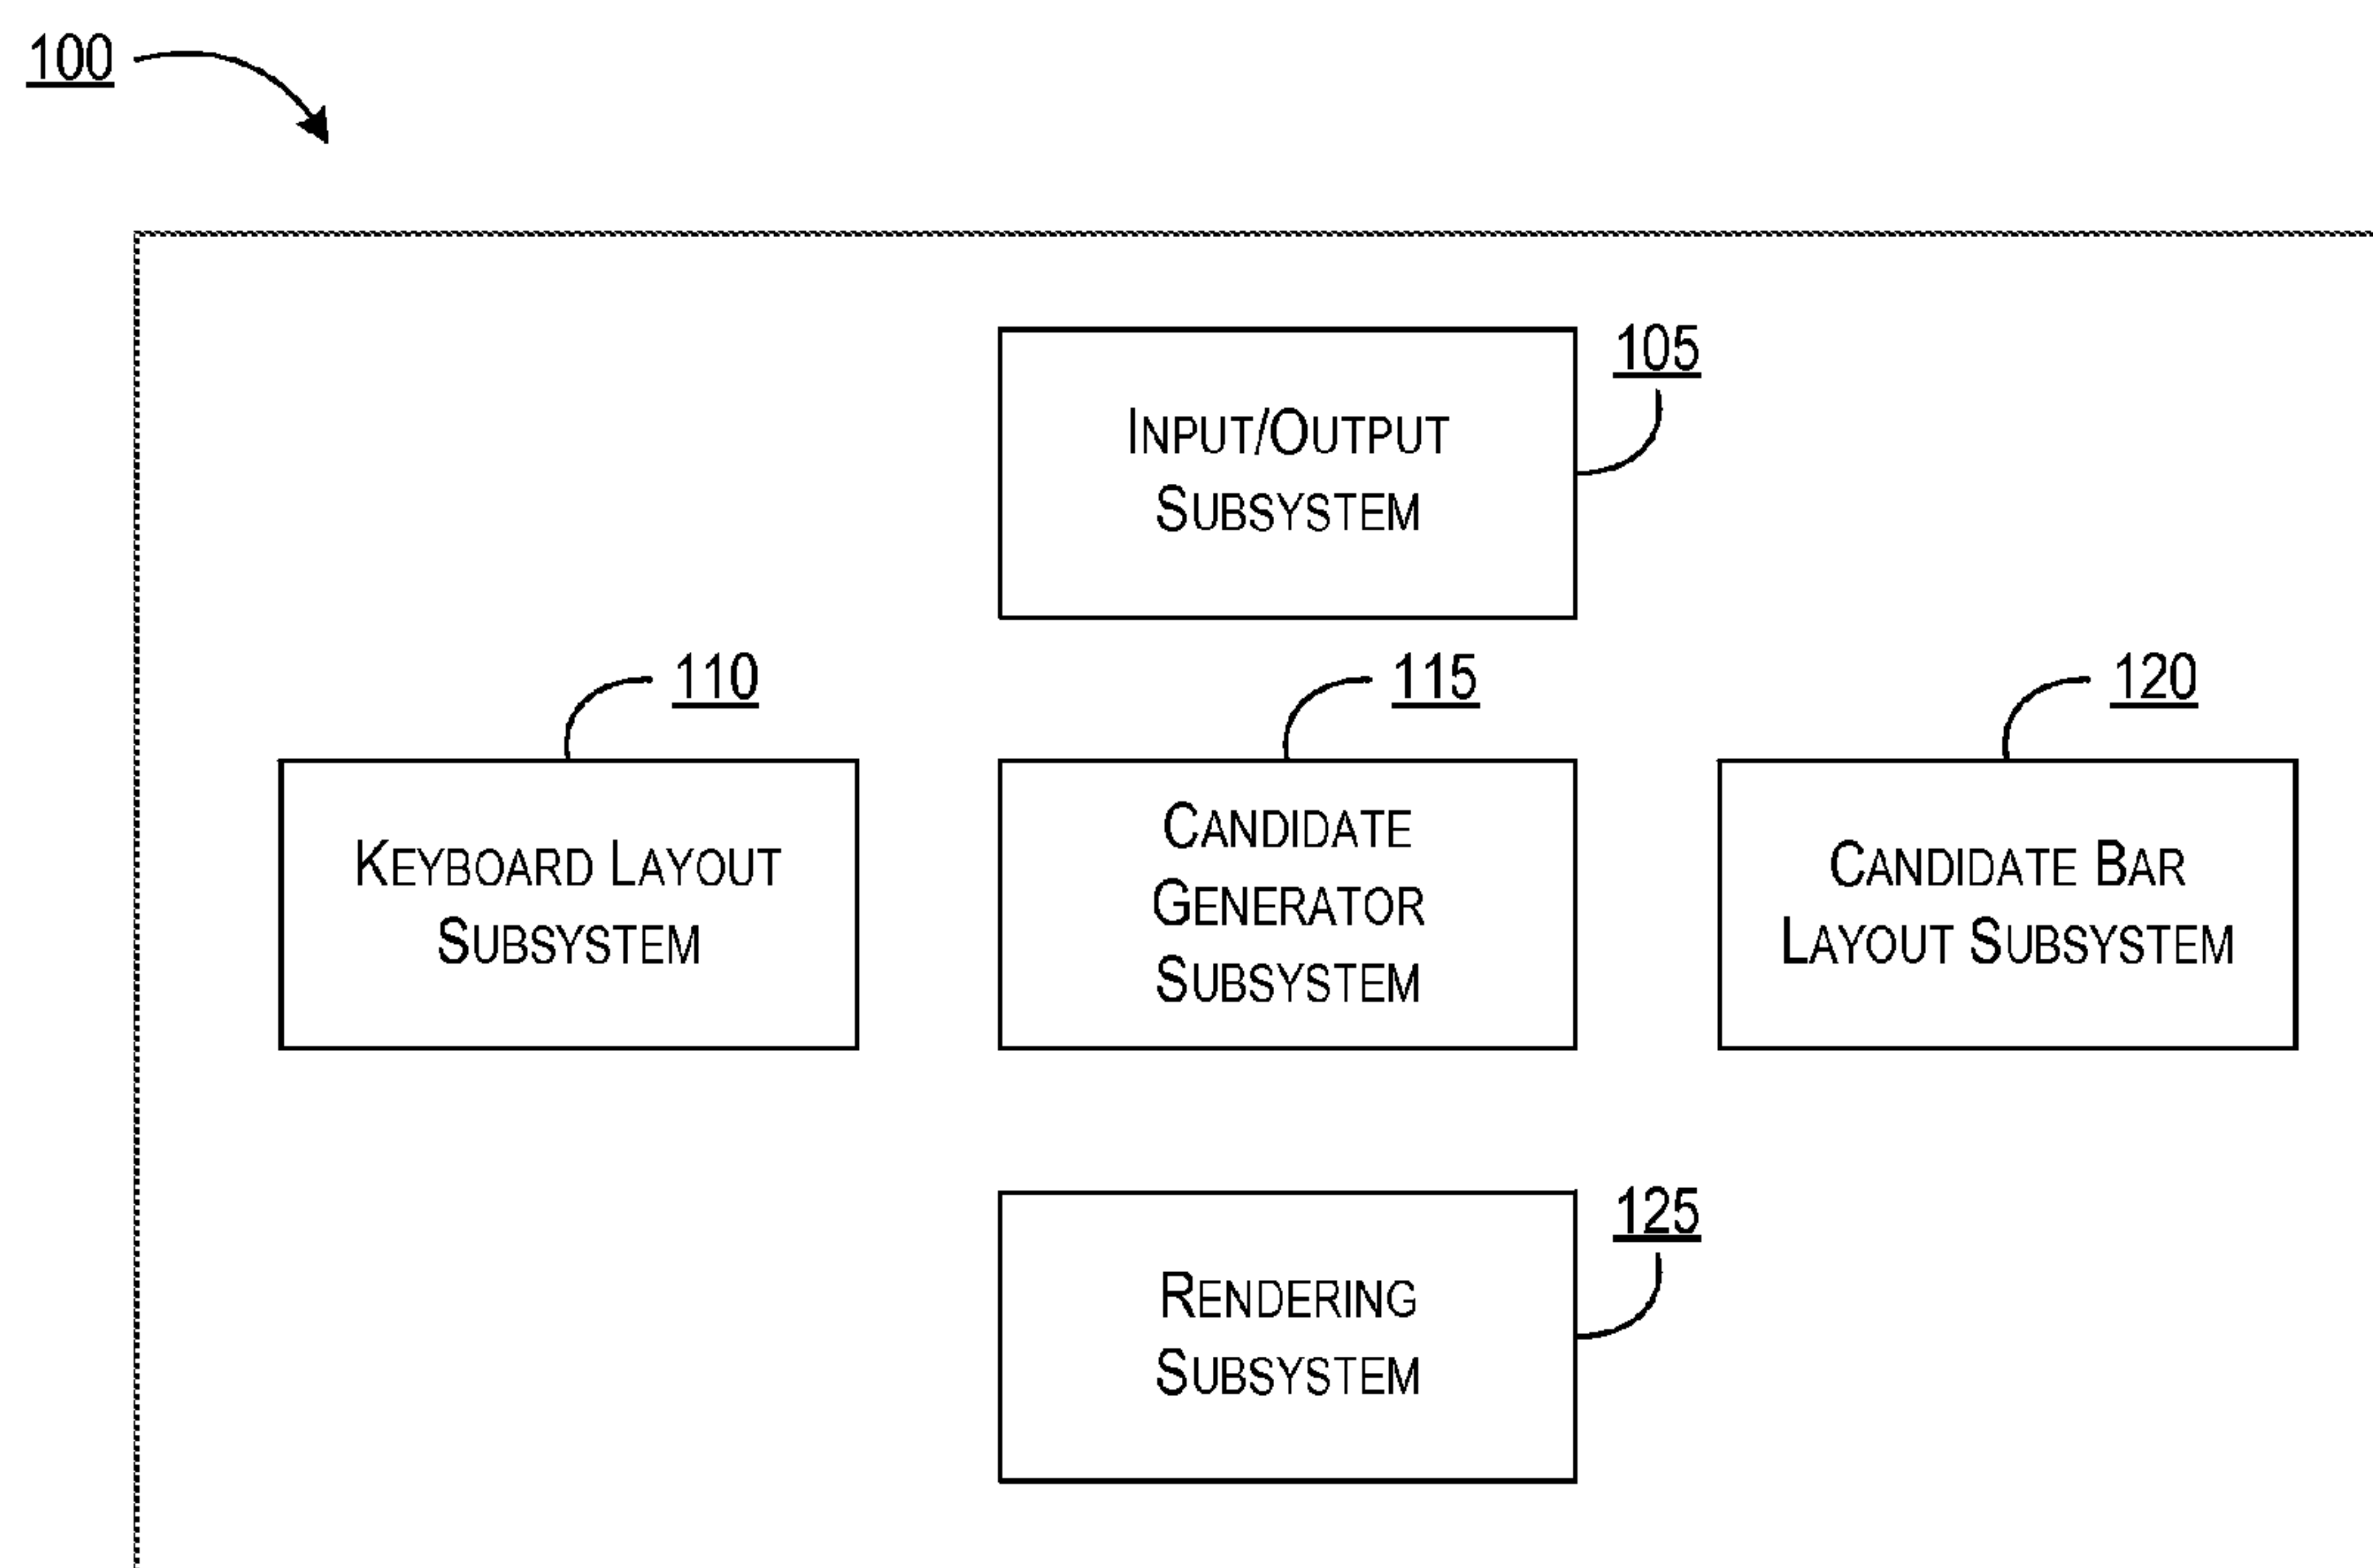 100
105
INPUT/OUTPUT
SUBSYSTEM
110
115
120
KEYBOARD LAYOUT
SUBSYSTEM
CANDIDATE
GENERATOR
SUBSYSTEM
CANDIDATE BAR
LAYOUT SUBSYSTEM
125
RENDERING
SUBSYSTEM